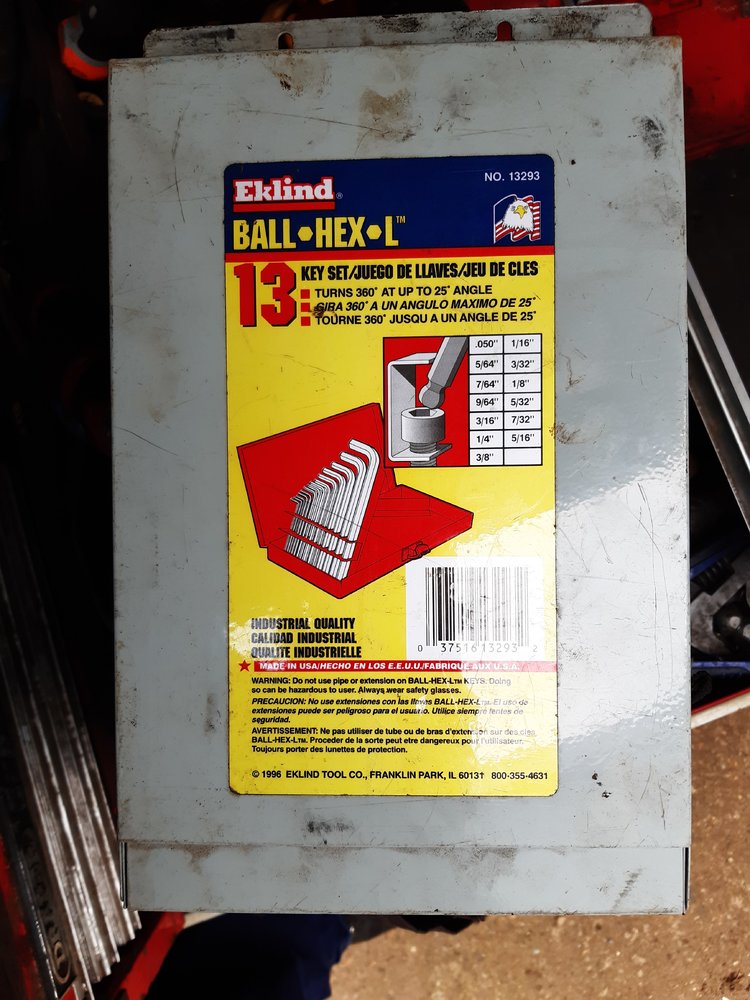 NO. 13293
Eklind®
BALL•HEX•L™
13 KEY SET/JUEGO DE LLAVES/JEU DE CLES
TURNS 360° AT UP TO 25° ANGLE
GIRA 360° A UN ANGULO MAXIMO DE 25°
TOURNE 360° JUSQU A UN ANGLE DE 25°
.050" 1/16"
5/64" 3/32"
7/64" 1/8"
9/64" 5/32"
3/16" 7/32"
1/4" 5/16"
3/8"
0 37516 13293 2
INDUSTRIAL QUALITY
CALIDAD INDUSTRIAL
QUALITE INDUSTRIELLE
MADE IN USA/HECHO EN LOS E.E.U.U./FABRIQUE AUX U.S.A.
WARNING: Do not use pipe or extension on BALL-HEX-L™ KEYS. Doing
so can be hazardous to user. Always wear safety glasses.
PRECAUCION: No use extensiones con las llaves BALL-HEX-L™. El uso de
extensiones puede ser peligroso para el usuario. Utilice siempre lentes de
seguridad.
AVERTISSEMENT: Ne pas utiliser de tube ou de bras d'extension sur des cles
BALL-HEX-L™. Proceder de la sorte peut etre dangereux pour l'utilisateur.
Toujours porter des lunettes de protection.
© 1996 EKLIND TOOL CO., FRANKLIN PARK, IL 60131 800-355-4631